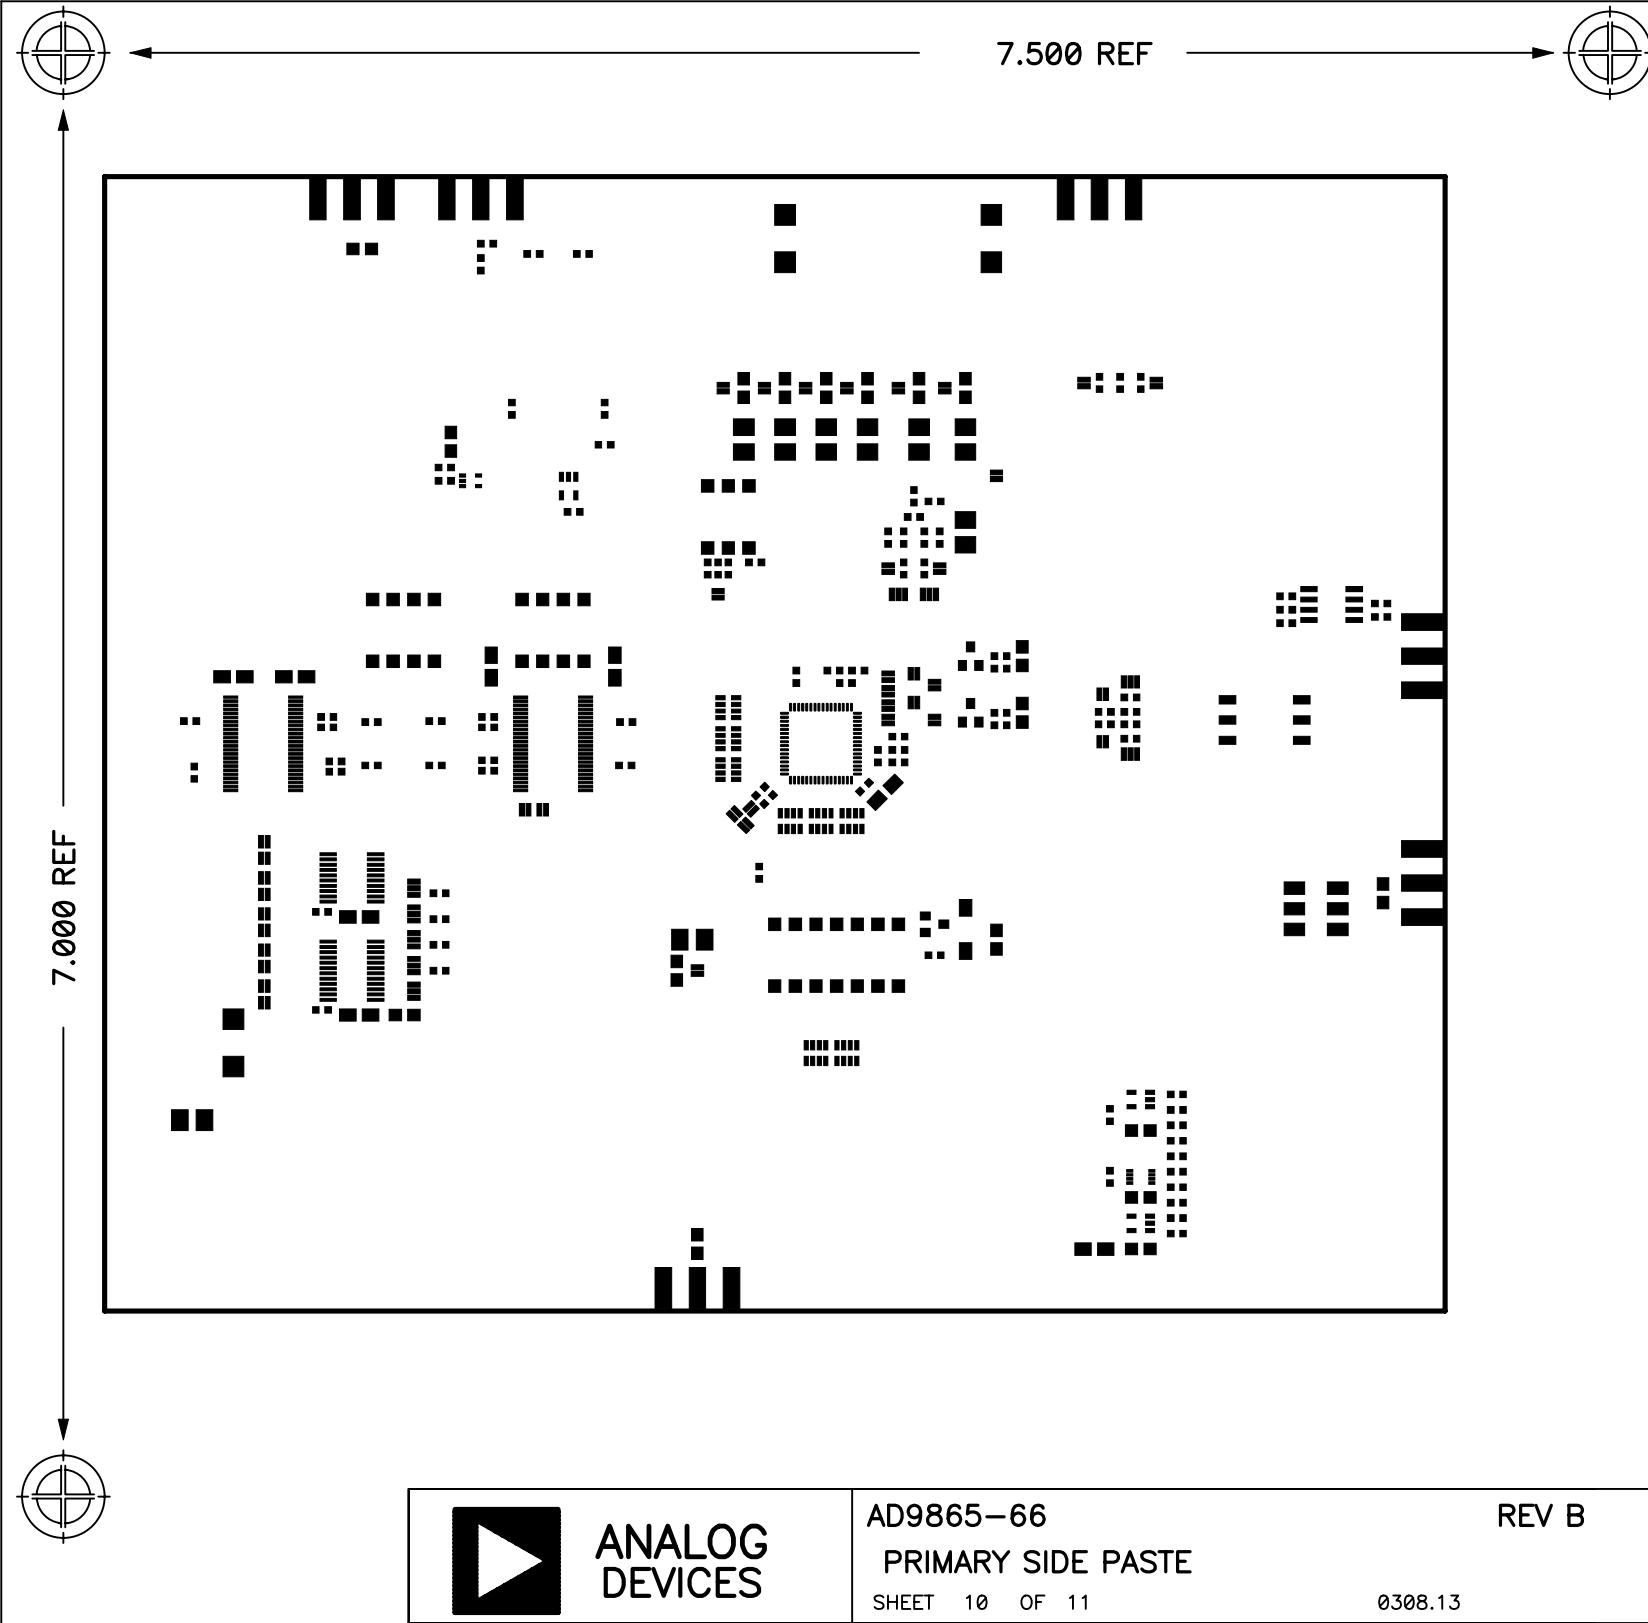 7.500 REF
7.000 REF
ANALOG
DEVICES
AD9865-66 REV B
PRIMARY SIDE PASTE
SHEET 10 OF 11 0308.13